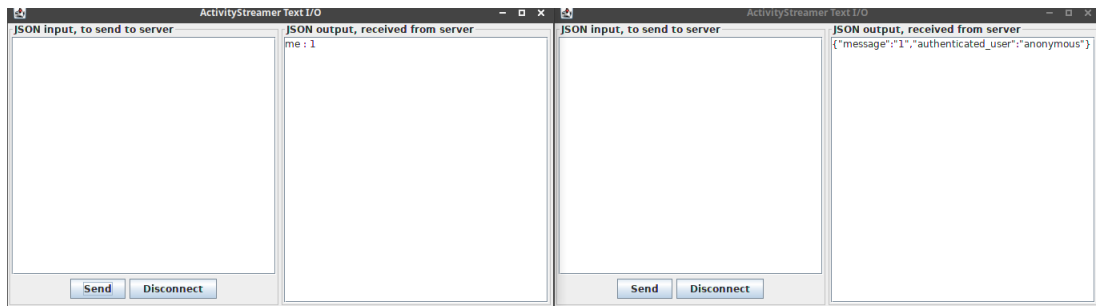 ActivityStreamer Text I/O
JSON input, to send to server
JSON output, received from server
me : 1
Send
Disconnect
ActivityStreamer Text I/O
JSON input, to send to server
JSON output, received from server
{"message":"1","authenticated_user":"anonymous"}
Send
Disconnect